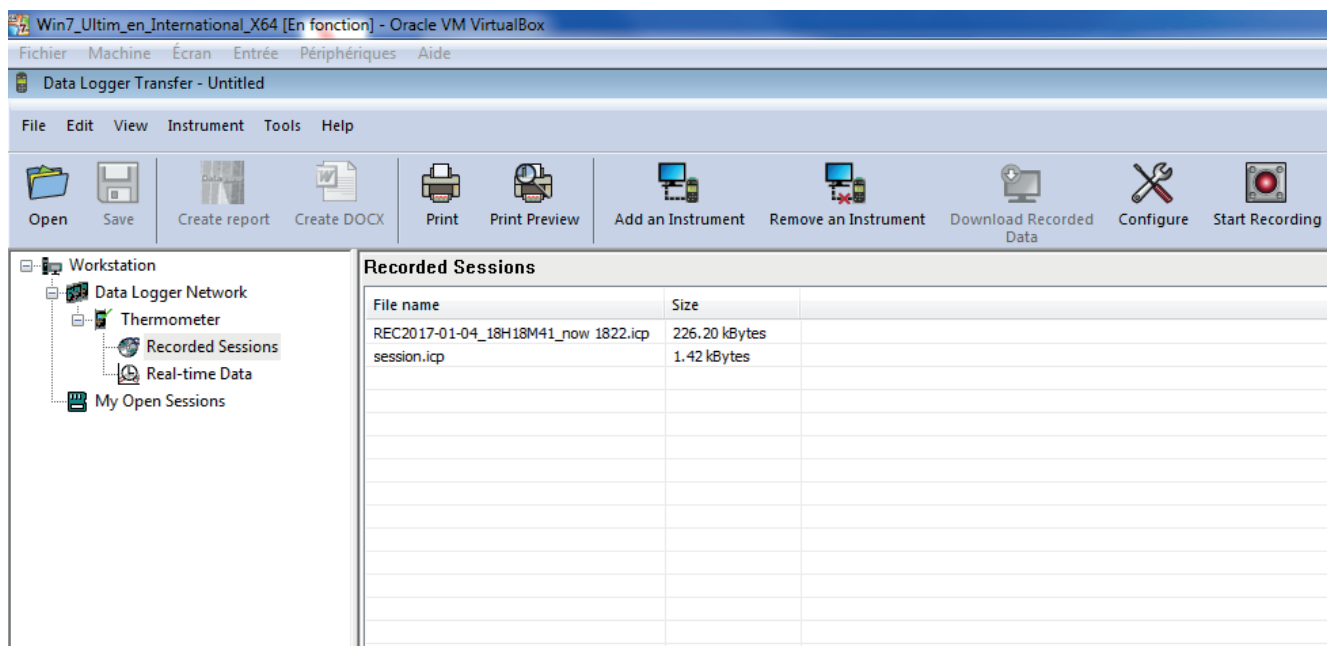 Win7_Ultim_en_International_X64 [En fonction] - Oracle VM VirtualBox
Fichier Machine Écran Entrée Périphériques Aide
Data Logger Transfer - Untitled
File Edit View Instrument Tools Help
Open Save Create report Create DOCX Print Print Preview Add an Instrument Remove an Instrument Download Recorded Data Configure Start Recording
Workstation
Data Logger Network
Thermometer
Recorded Sessions
Real-time Data
My Open Sessions
Recorded Sessions
File name Size
REC2017-01-04_18H18M41_now 1822.icp 226.20 kBytes
session.icp 1.42 kBytes